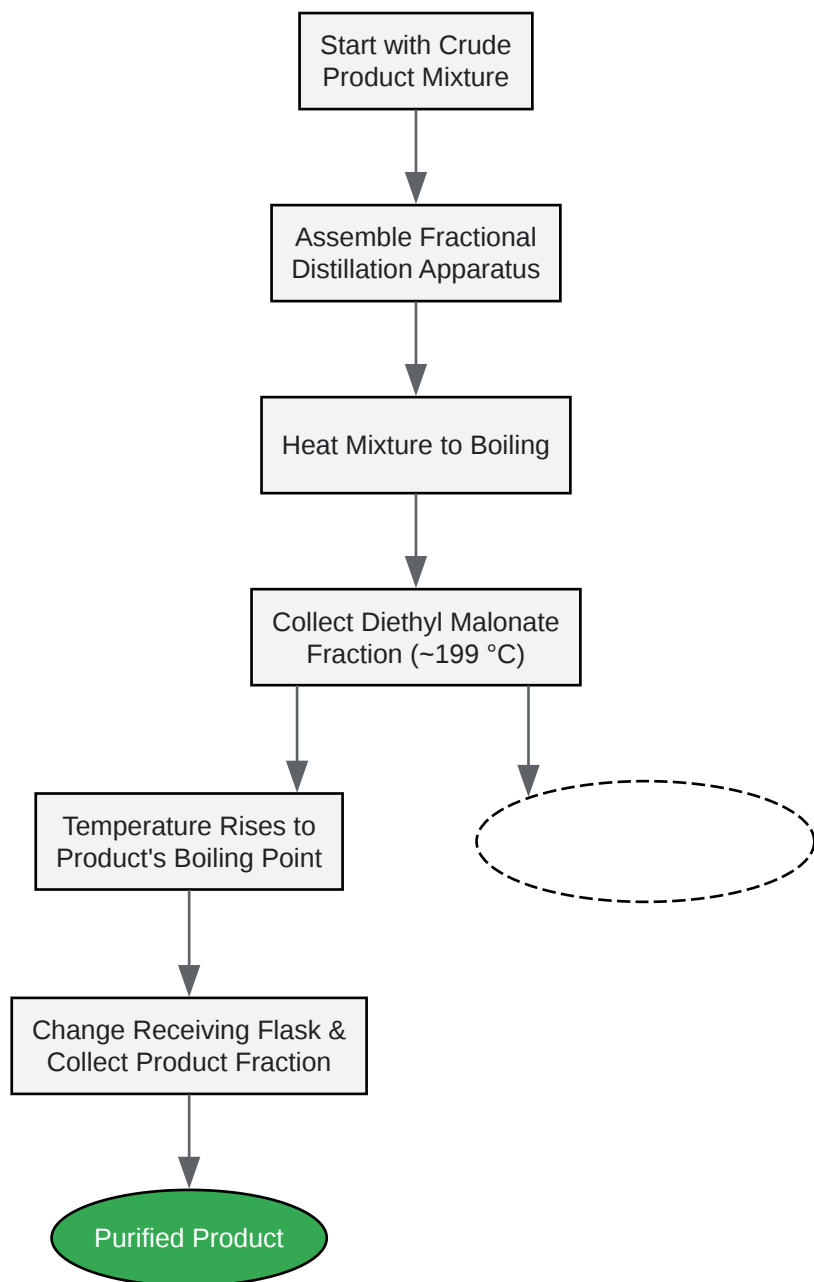 Start with Crude
Product Mixture
Assemble Fractional
Distillation Apparatus
Heat Mixture to Boiling
Collect Diethyl Malonate
Fraction (~199 °C)
Temperature Rises to
Product's Boiling Point
Change Receiving Flask &
Collect Product Fraction
Purified Product